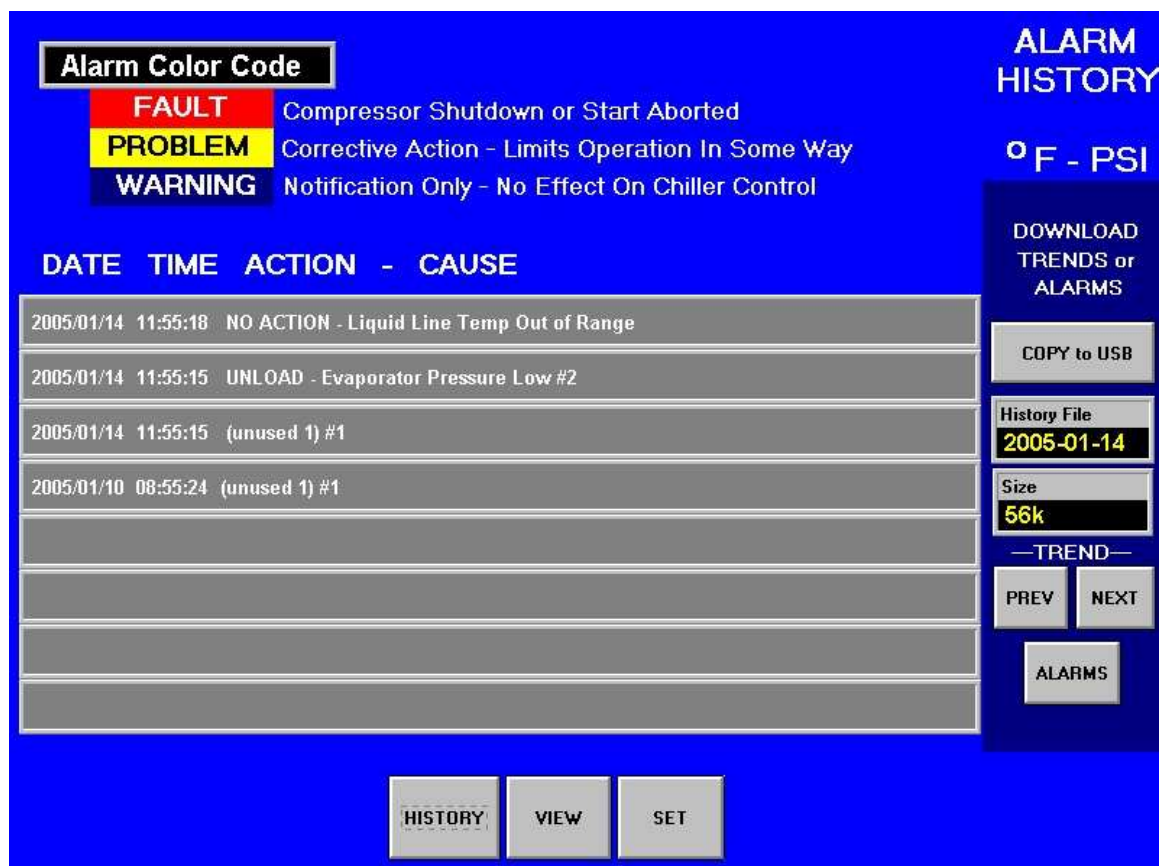 Alarm Color Code
FAULT Compressor Shutdown or Start Aborted
PROBLEM Corrective Action - Limits Operation In Some Way
WARNING Notification Only - No Effect On Chiller Control
DATE TIME ACTION - CAUSE
2005/01/14 11:55:18 NO ACTION - Liquid Line Temp Out of Range
2005/01/14 11:55:15 UNLOAD - Evaporator Pressure Low #2
2005/01/14 11:55:15 (unused 1) #1
2005/01/10 08:55:24 (unused 1) #1
ALARM
HISTORY
°F - PSI
DOWNLOAD
TRENDS or
ALARMS
COPY to USB
History File
2005-01-14
Size
56k
—TREND—
PREV NEXT
ALARMS
HISTORY VIEW SET